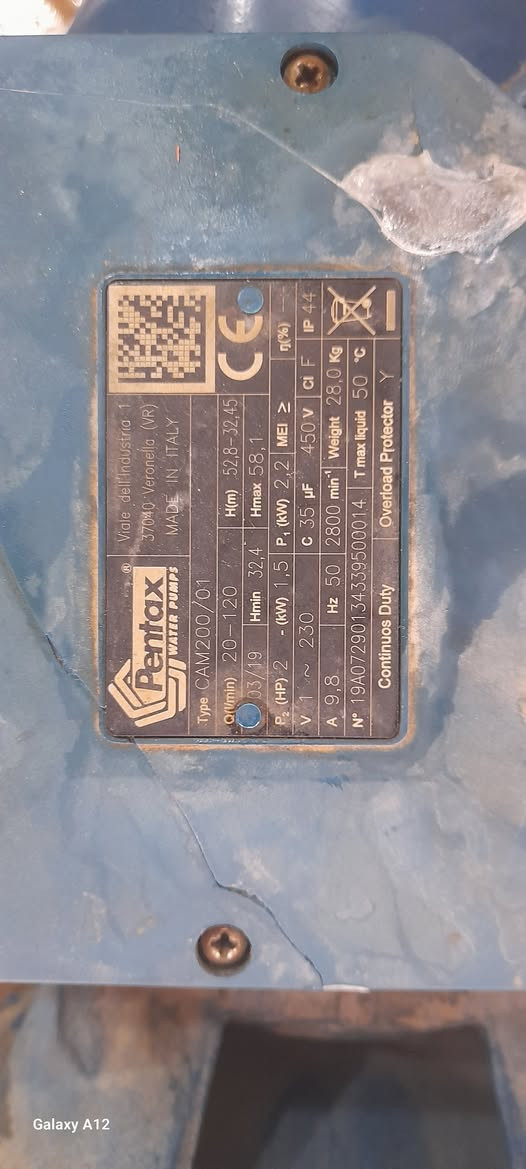 Pentax®
WATER PUMPS
Viale dell'Industria 1
37040 Veronella (VR)
MADE IN ITALY
CE
Type CAM200/01
Q(l/min) 20-120 H(m) 52,8-32,45
03/19 Hmin 32,4 Hmax 58,1
P₂ (HP) 2 - (kW) 1,5 P₁ (kW) 2,2 MEI ≥ η(%)
V 1 ~ 230 C 35 µF 450 V Cl F IP 44
A 9,8 Hz 50 2800 min⁻¹ Weight 28,0 Kg
N° 19A07290134339500014 T max liquid 50 °C
Continuos Duty Overload Protector Y
Galaxy A12